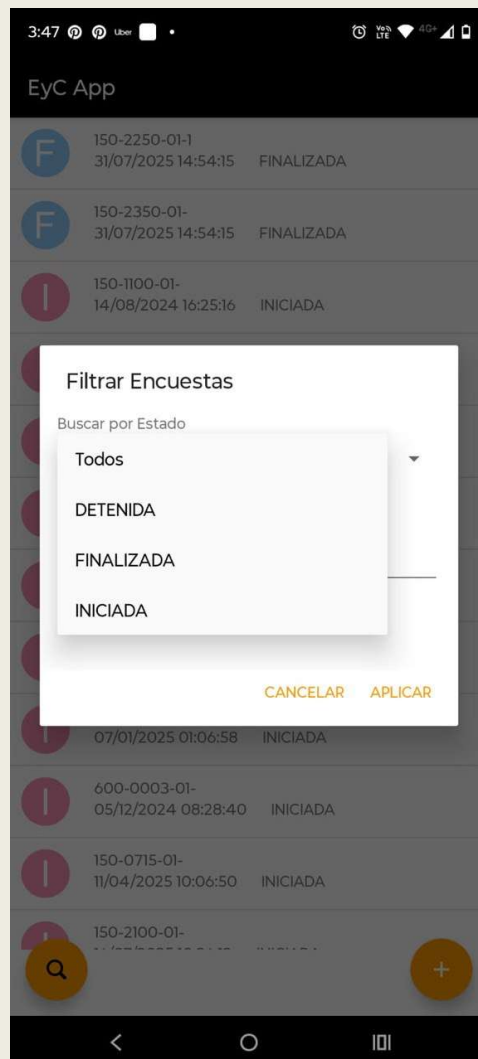 3:47 Uber VoD LTE 4G+
EyC App
F
150-2250-01-1
31/07/2025 14:54:15 FINALIZADA
F
150-2350-01-
31/07/2025 14:54:15 FINALIZADA
I
150-1100-01-
14/08/2024 16:25:16 INICIADA
Filtrar Encuestas
Buscar por Estado
Todos
DETENIDA
FINALIZADA
INICIADA
CANCELAR APLICAR
07/01/2025 01:06:58 INICIADA
I
600-0003-01-
05/12/2024 08:28:40 INICIADA
I
150-0715-01-
11/04/2025 10:06:50 INICIADA
150-2100-01-